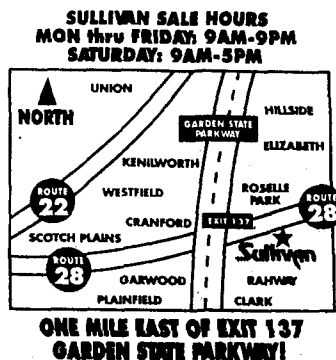 SULLIVAN SALE HOURS
MON thru FRIDAY: 9AM-9PM
SATURDAY: 9AM-5PM
UNION
NORTH
HILLSIDE
GARDEN STATE
PARKWAY
ELIZABETH
KENILWORTH
ROUTE
22
WESTFIELD
ROSELLE
PARK
ROUTE
28
CRANFORD
EXIT 137
SCOTCH PLAINS
Sullivan
ROUTE
28
GARWOOD
RAHWAY
PLAINFIELD
CLARK
ONE MILE EAST OF EXIT 137
GARDEN STATE PARKWAY!